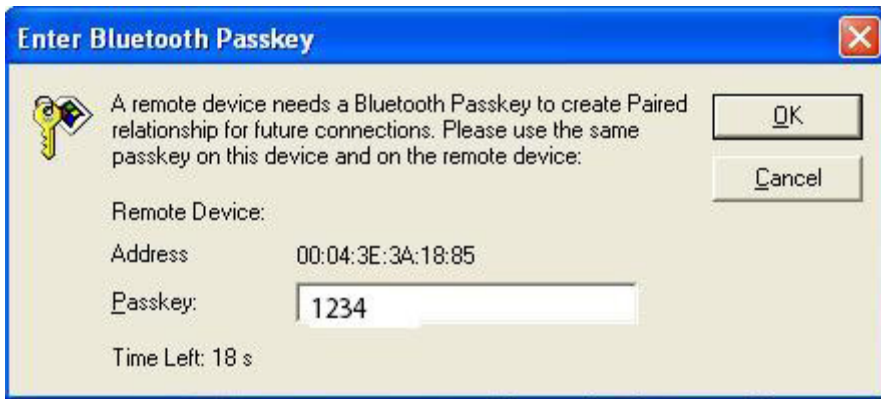 Enter Bluetooth Passkey
A remote device needs a Bluetooth Passkey to create Paired
relationship for future connections. Please use the same
passkey on this device and on the remote device:
OK
Cancel
Remote Device:
Address 00:04:3E:3A:18:85
Passkey: 1234
Time Left: 18 s